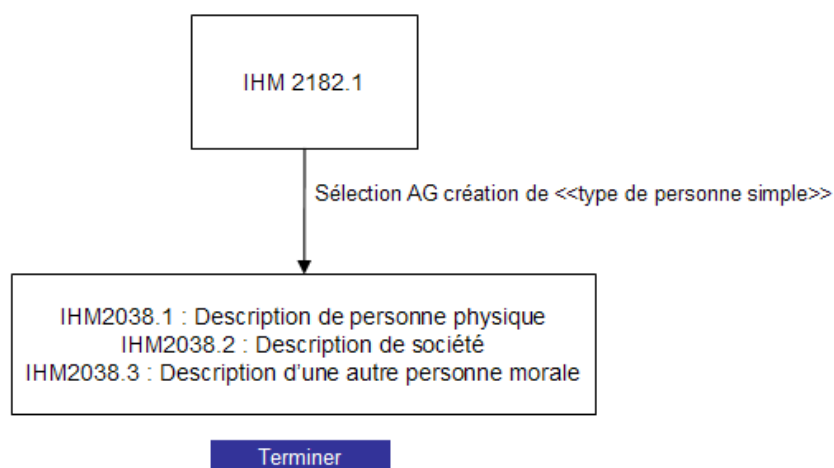 IHM 2182.1
Sélection AG création de <<type de personne simple>>
IHM2038.1 : Description de personne physique
IHM2038.2 : Description de société
IHM2038.3 : Description d'une autre personne morale
Terminer